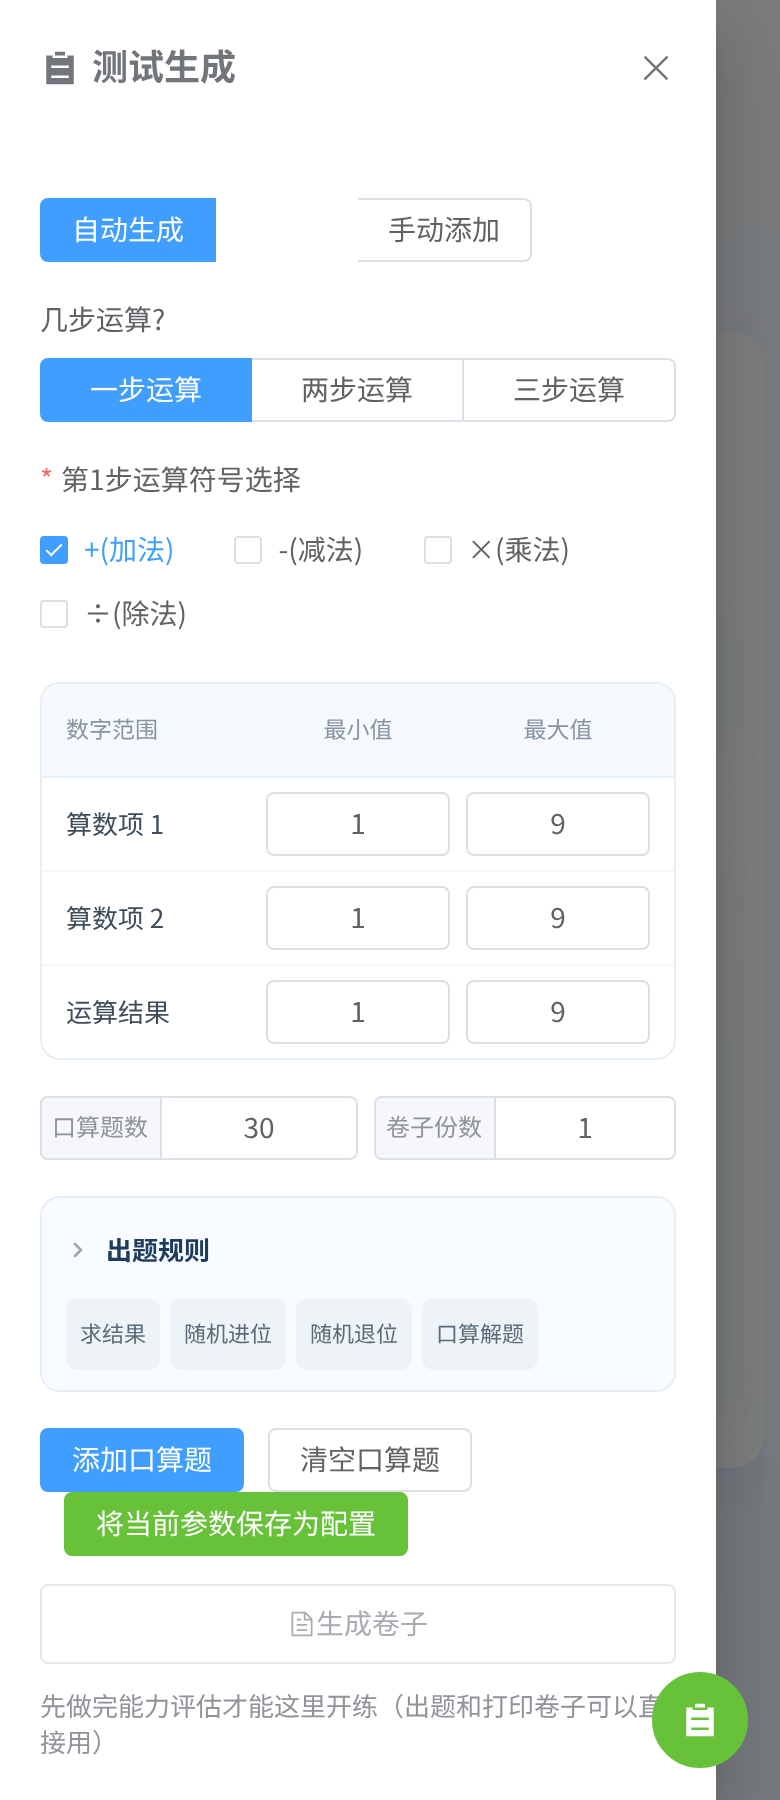 测试生成
自动生成 手动添加
几步运算?
一步运算 两步运算 三步运算
* 第1步运算符号选择
+(加法) -(减法) ×(乘法)
÷(除法)
数字范围 最小值 最大值
算数项 1 1 9
算数项 2 1 9
运算结果 1 9
口算题数 30 卷子份数 1
出题规则
求结果 随机进位 随机退位 口算解题
添加口算题 清空口算题
将当前参数保存为配置
生成卷子
先做完能力评估才能这里开练（出题和打印卷子可以直
接用）